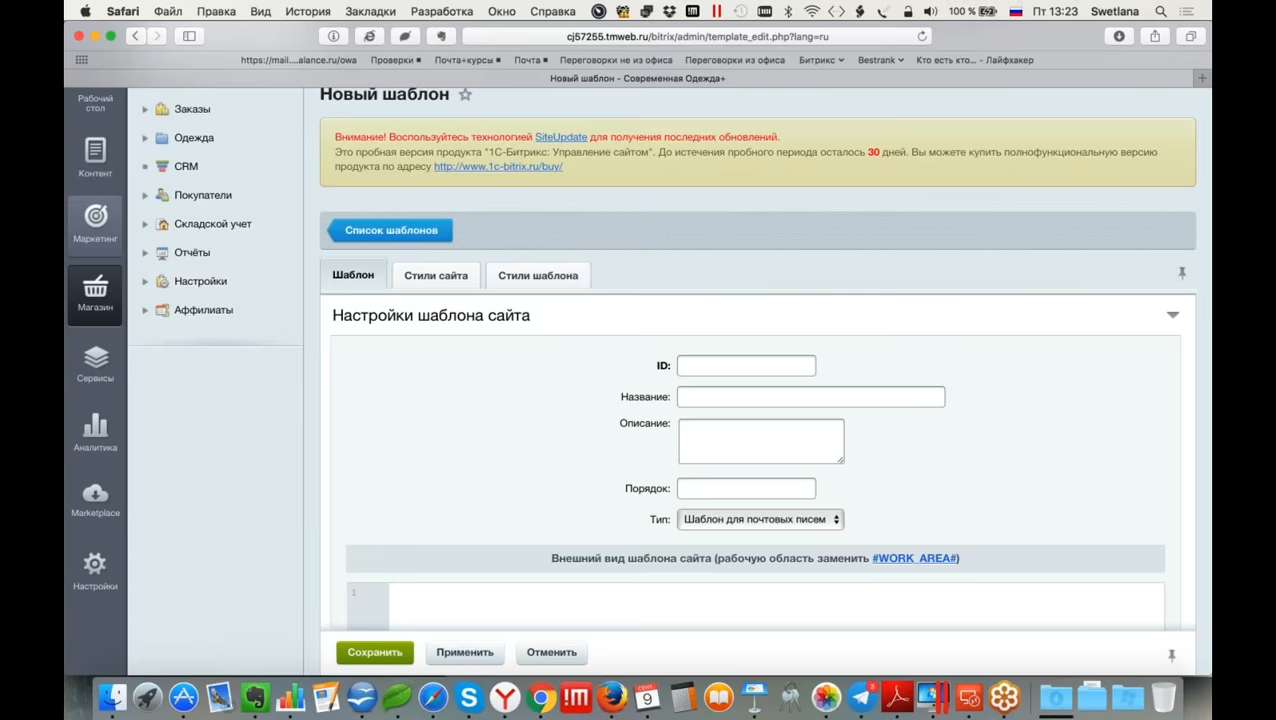 Safari Файл Правка Вид История Закладки Разработка Окно Справка 100 % Пт 13:23 Swetlana
cj57255.tmweb.ru/bitrix/admin/template_edit.php?lang=ru
https://mail....alance.ru/owa Проверки Почта+курсы Почта Переговорки не из офиса Переговорки из офиса Битрикс Bestrank Кто есть кто... – Лайфхакер
Новый шаблон - Современная Одежда+
Рабочий
стол
Контент
Маркетинг
Магазин
Сервисы
Аналитика
Marketplace
Настройки
Заказы
Одежда
CRM
Покупатели
Складской учет
Отчёты
Настройки
Аффилиаты
Новый шаблон
Внимание! Воспользуйтесь технологией SiteUpdate для получения последних обновлений.
Это пробная версия продукта "1С-Битрикс: Управление сайтом". До истечения пробного периода осталось 30 дней. Вы можете купить полнофункциональную версию
продукта по адресу http://www.1c-bitrix.ru/buy/
Список шаблонов
Шаблон Стили сайта Стили шаблона
Настройки шаблона сайта
ID:
Название:
Описание:
Порядок:
Тип: Шаблон для почтовых писем
Внешний вид шаблона сайта (рабочую область заменить #WORK_AREA#)
1
Сохранить Применить Отменить
9
3